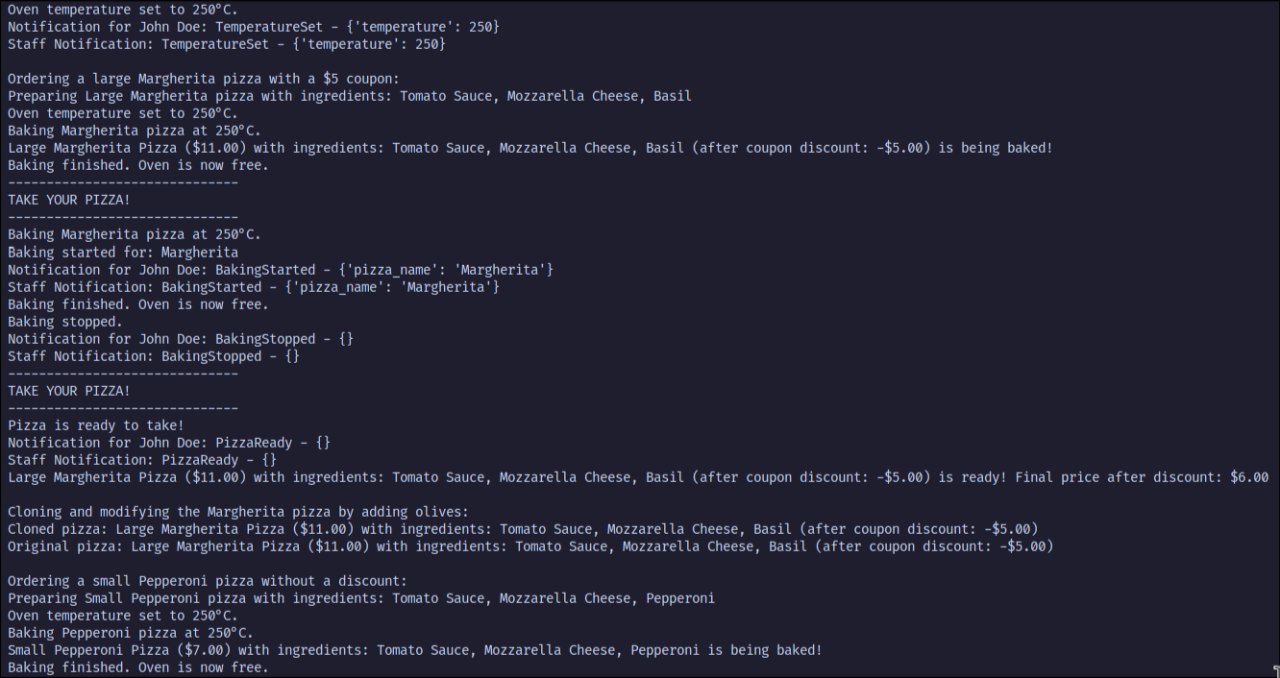 Oven temperature set to 250°C.
Notification for John Doe: TemperatureSet - {'temperature': 250}
Staff Notification: TemperatureSet - {'temperature': 250}

Ordering a large Margherita pizza with a $5 coupon:
Preparing Large Margherita pizza with ingredients: Tomato Sauce, Mozzarella Cheese, Basil
Oven temperature set to 250°C.
Baking Margherita pizza at 250°C.
Large Margherita Pizza ($11.00) with ingredients: Tomato Sauce, Mozzarella Cheese, Basil (after coupon discount: -$5.00) is being baked!
Baking finished. Oven is now free.
------------------------------
TAKE YOUR PIZZA!
------------------------------
Baking Margherita pizza at 250°C.
Baking started for: Margherita
Notification for John Doe: BakingStarted - {'pizza_name': 'Margherita'}
Staff Notification: BakingStarted - {'pizza_name': 'Margherita'}
Baking finished. Oven is now free.
Baking stopped.
Notification for John Doe: BakingStopped - {}
Staff Notification: BakingStopped - {}
------------------------------
TAKE YOUR PIZZA!
------------------------------
Pizza is ready to take!
Notification for John Doe: PizzaReady - {}
Staff Notification: PizzaReady - {}
Large Margherita Pizza ($11.00) with ingredients: Tomato Sauce, Mozzarella Cheese, Basil (after coupon discount: -$5.00) is ready! Final price after discount: $6.00

Cloning and modifying the Margherita pizza by adding olives:
Cloned pizza: Large Margherita Pizza ($11.00) with ingredients: Tomato Sauce, Mozzarella Cheese, Basil (after coupon discount: -$5.00)
Original pizza: Large Margherita Pizza ($11.00) with ingredients: Tomato Sauce, Mozzarella Cheese, Basil (after coupon discount: -$5.00)

Ordering a small Pepperoni pizza without a discount:
Preparing Small Pepperoni pizza with ingredients: Tomato Sauce, Mozzarella Cheese, Pepperoni
Oven temperature set to 250°C.
Baking Pepperoni pizza at 250°C.
Small Pepperoni Pizza ($7.00) with ingredients: Tomato Sauce, Mozzarella Cheese, Pepperoni is being baked!
Baking finished. Oven is now free.